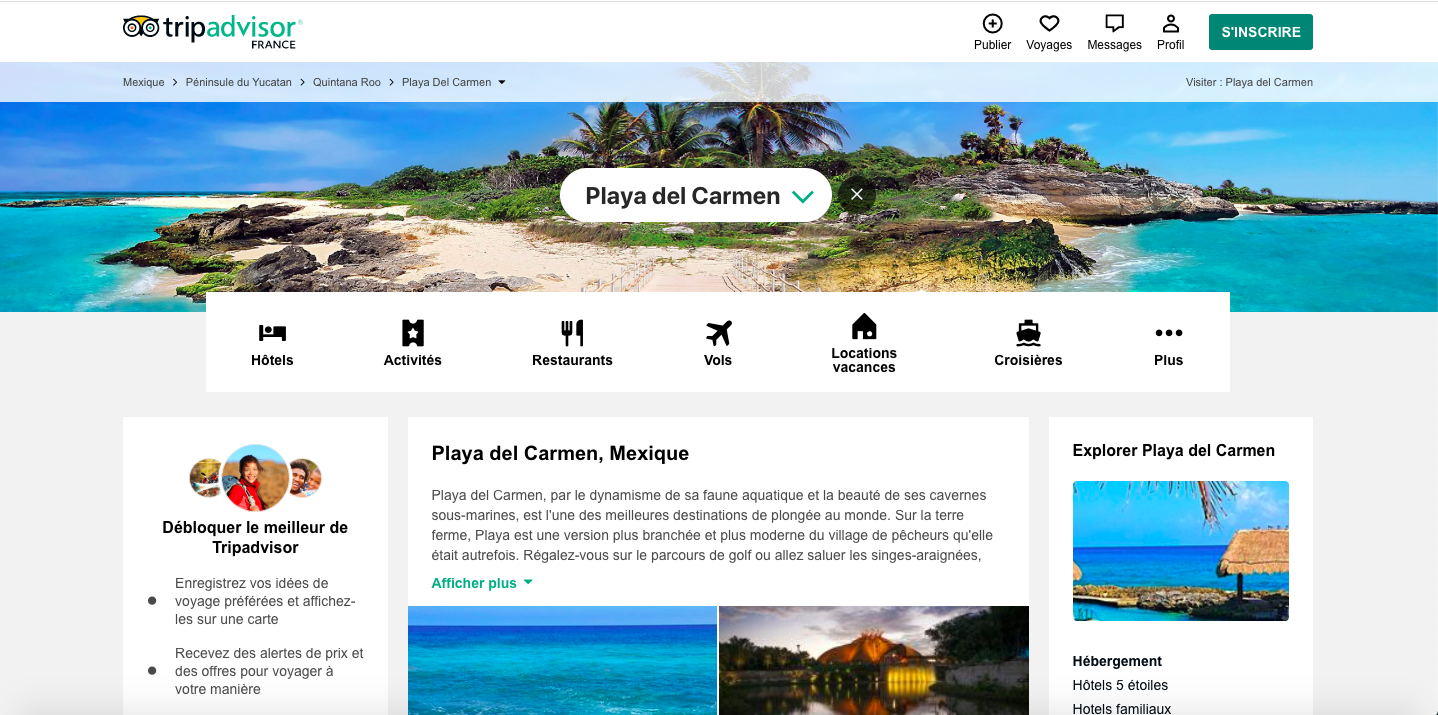 tripadvisor®
FRANCE
Publier
Voyages
Messages
Profil
S'INSCRIRE
Mexique > Péninsule du Yucatan > Quintana Roo > Playa Del Carmen
Visiter : Playa del Carmen
Playa del Carmen
Hôtels
Activités
Restaurants
Vols
Locations
vacances
Croisières
Plus
Débloquer le meilleur de
Tripadvisor
Enregistrez vos idées de
voyage préférées et affichez-
les sur une carte
Recevez des alertes de prix et
des offres pour voyager à
votre manière
Playa del Carmen, Mexique
Playa del Carmen, par le dynamisme de sa faune aquatique et la beauté de ses cavernes
sous-marines, est l'une des meilleures destinations de plongée au monde. Sur la terre
ferme, Playa est une version plus branchée et plus moderne du village de pêcheurs qu'elle
était autrefois. Régalez-vous sur le parcours de golf ou allez saluer les singes-araignées,
Afficher plus
Explorer Playa del Carmen
Hébergement
Hôtels 5 étoiles
Hotels familiaux